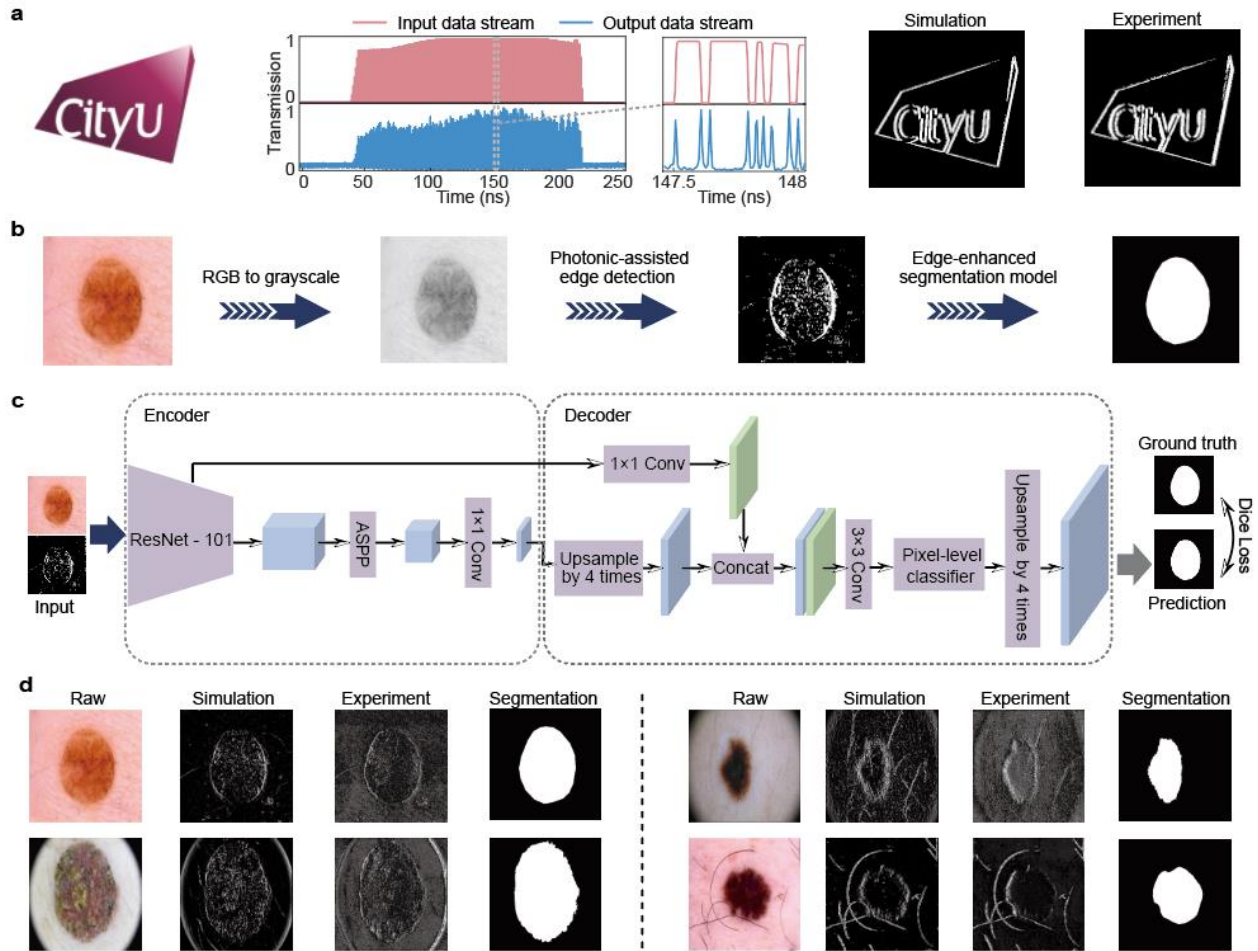 a
CityU
Input data stream
Output data stream
Transmission
1
0
1
0
0
50
100
150
200
250
Time (ns)
147.5
148
Time (ns)
Simulation
CityU
Experiment
CityU
b
RGB to grayscale
Photonic-assisted
edge detection
Edge-enhanced
segmentation model
c
Encoder
Decoder
Input
ResNet - 101
ASPP
1×1 Conv
1×1 Conv
Upsample
by 4 times
Concat
3×3 Conv
Pixel-level
classifier
Upsample by 4 times
Ground truth
Dice Loss
Prediction
d
Raw
Simulation
Experiment
Segmentation
Raw
Simulation
Experiment
Segmentation